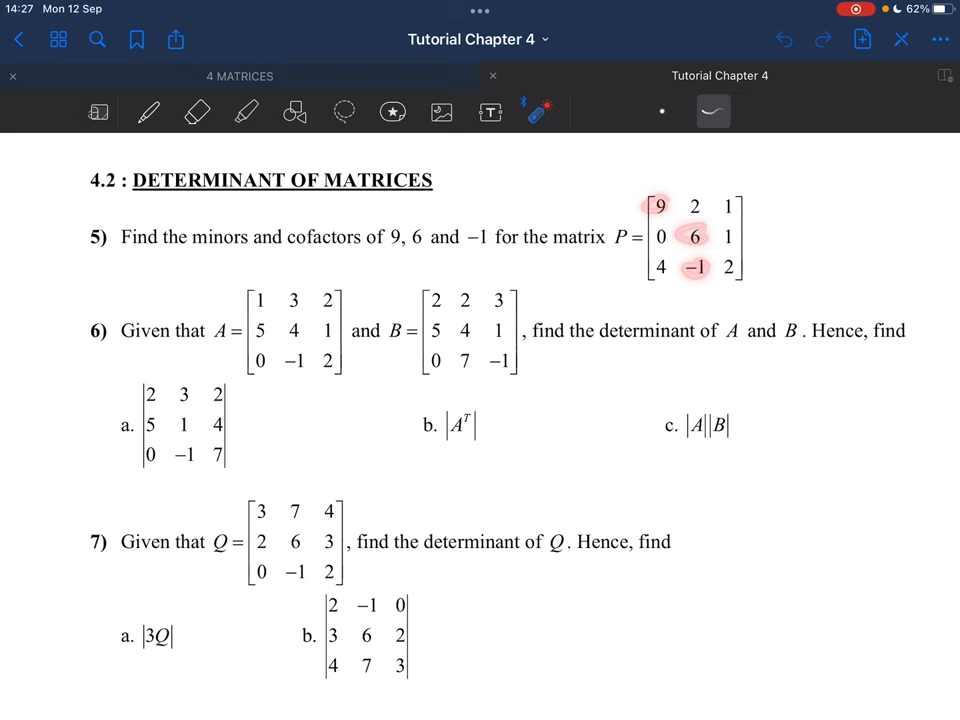 14:27 Mon 12 Sep 62%
Tutorial Chapter 4
4 MATRICES Tutorial Chapter 4
T
4.2 : DETERMINANT OF MATRICES
9 2 1
5) Find the minors and cofactors of 9, 6 and −1 for the matrix P = 0 6 1
4 −1 2
1 3 2 2 2 3
6) Given that A = 5 4 1 and B = 5 4 1 , find the determinant of A and B . Hence, find
0 −1 2 0 7 −1
2 3 2
a. 5 1 4 b. |Aᵀ| c. |A||B|
0 −1 7
3 7 4
7) Given that Q = 2 6 3 , find the determinant of Q . Hence, find
0 −1 2
2 −1 0
a. |3Q| b. 3 6 2
4 7 3